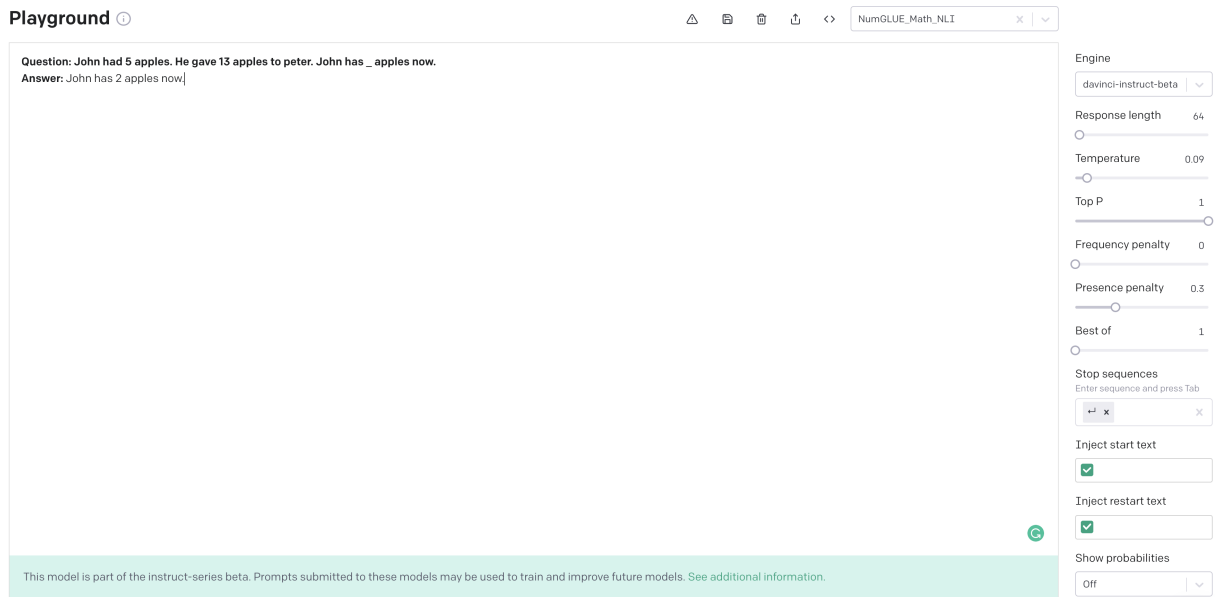 Playground
NumGLUE_Math_NLI
Question: John had 5 apples. He gave 13 apples to peter. John has _ apples now.
Answer: John has 2 apples now.
Engine
davinci-instruct-beta
Response length 64
Temperature 0.09
Top P 1
Frequency penalty 0
Presence penalty 0.3
Best of 1
Stop sequences
Enter sequence and press Tab
↵ x
Inject start text
Inject restart text
Show probabilities
Off
This model is part of the instruct-series beta. Prompts submitted to these models may be used to train and improve future models. See additional information.